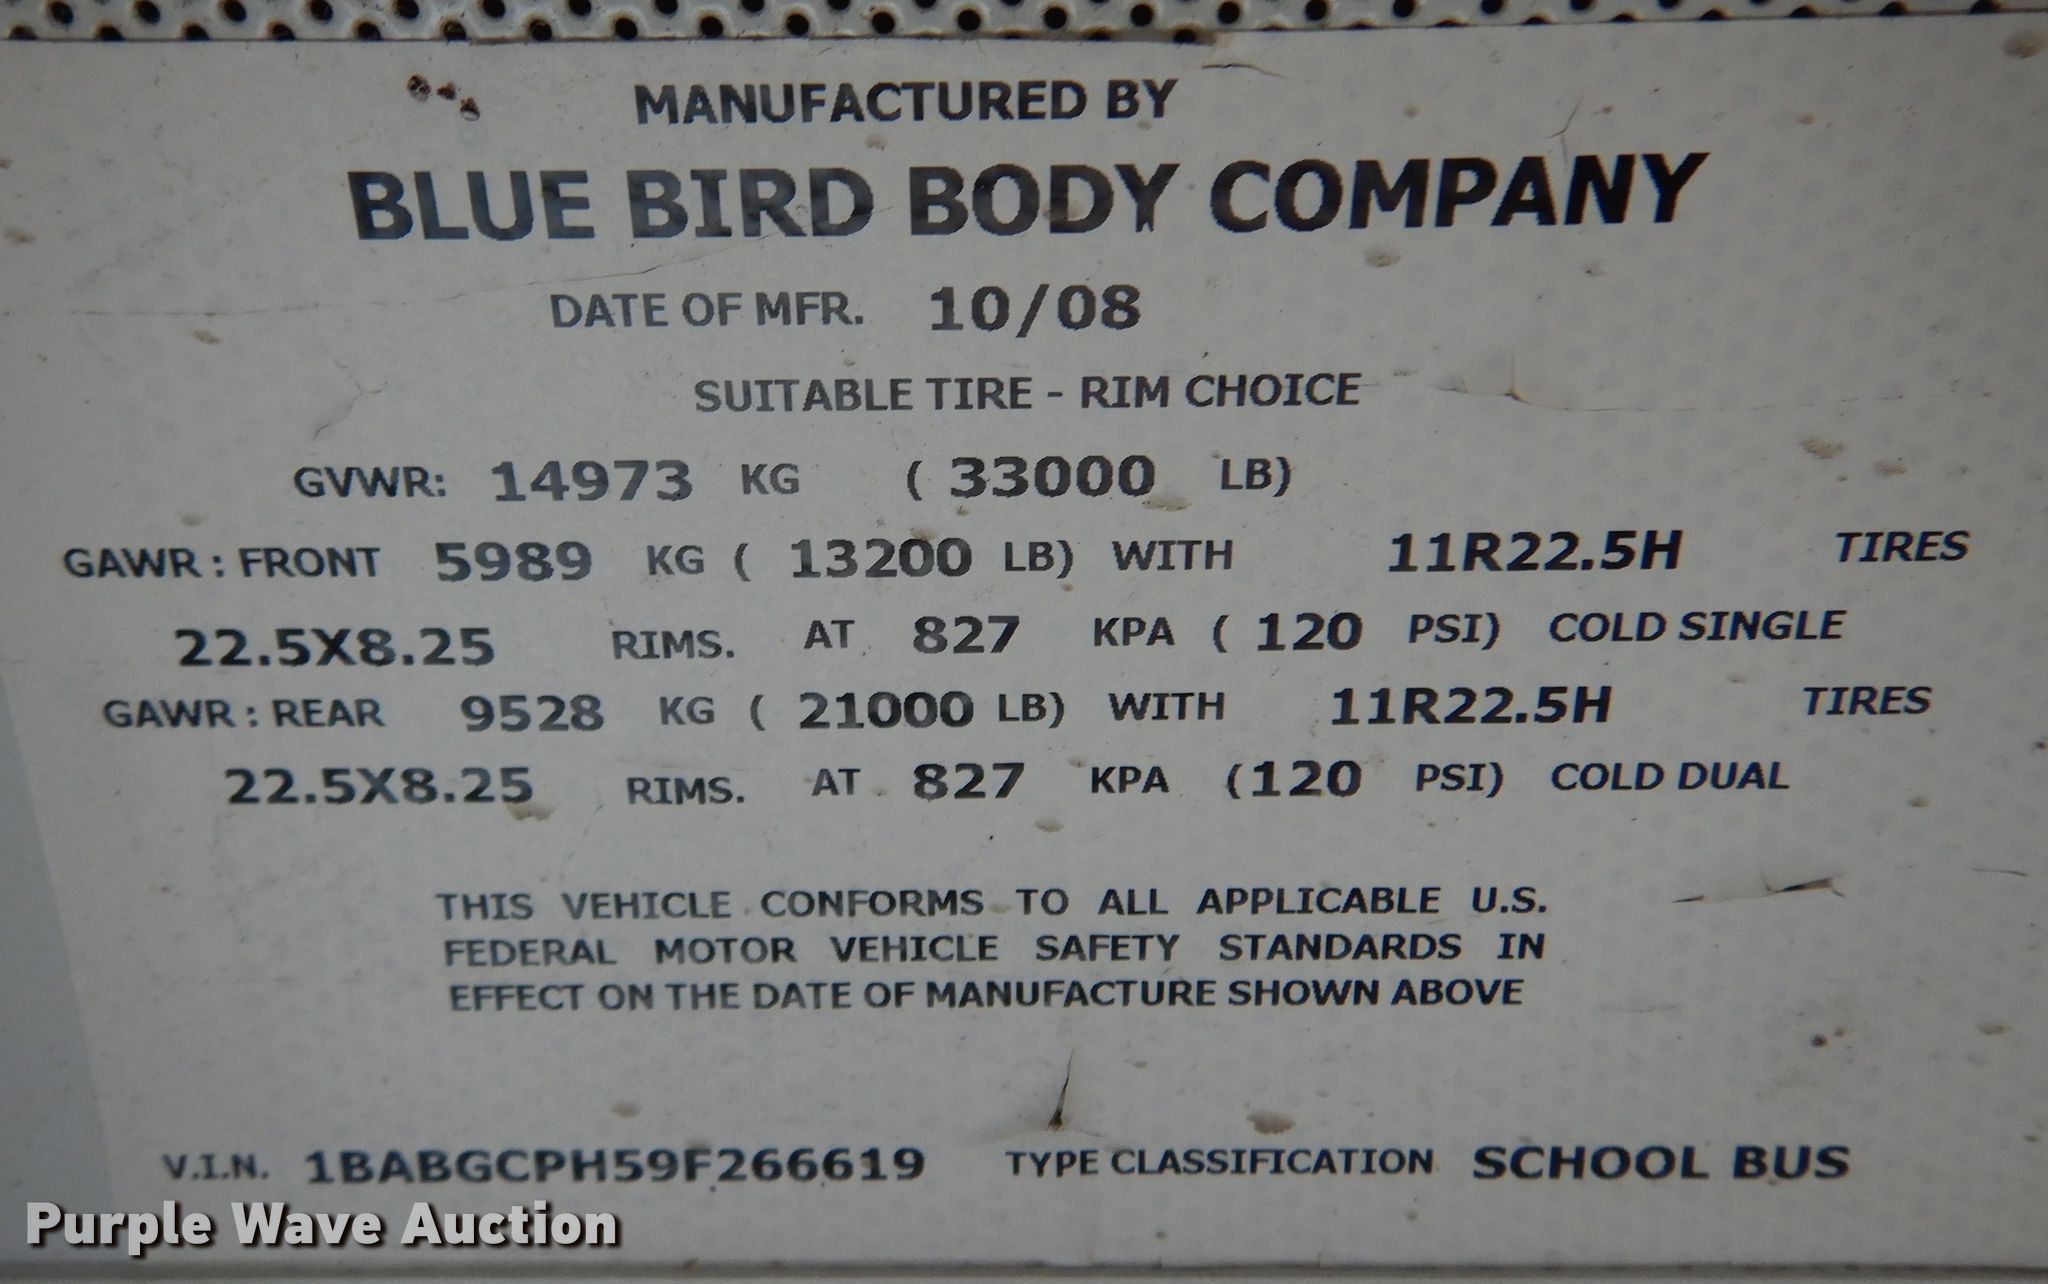 MANUFACTURED BY
BLUE BIRD BODY COMPANY
DATE OF MFR. 10/08
SUITABLE TIRE - RIM CHOICE
GVWR: 14973 KG ( 33000 LB)
GAWR : FRONT 5989 KG ( 13200 LB) WITH 11R22.5H TIRES
22.5X8.25 RIMS. AT 827 KPA ( 120 PSI) COLD SINGLE
GAWR : REAR 9528 KG ( 21000 LB) WITH 11R22.5H TIRES
22.5X8.25 RIMS. AT 827 KPA (120 PSI) COLD DUAL
THIS VEHICLE CONFORMS TO ALL APPLICABLE U.S.
FEDERAL MOTOR VEHICLE SAFETY STANDARDS IN
EFFECT ON THE DATE OF MANUFACTURE SHOWN ABOVE
V.I.N. 1BABGCPH59F266619 TYPE CLASSIFICATION SCHOOL BUS
Purple Wave Auction